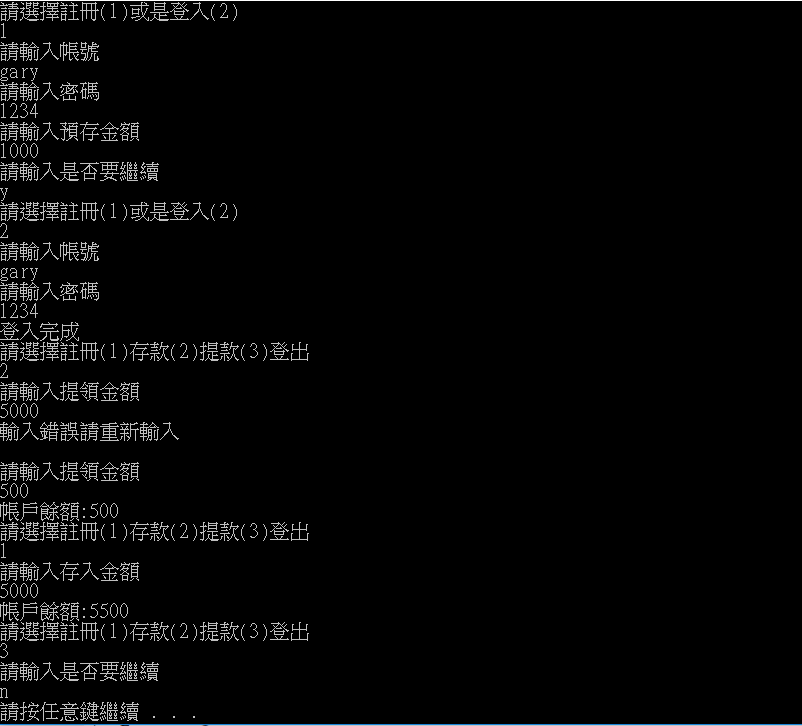 請選擇註冊(1)或是登入(2)
1
請輸入帳號
gary
請輸入密碼
1234
請輸入預存金額
1000
請輸入是否要繼續
y
請選擇註冊(1)或是登入(2)
2
請輸入帳號
gary
請輸入密碼
1234
登入完成
請選擇註冊(1)存款(2)提款(3)登出
2
請輸入提領金額
5000
輸入錯誤請重新輸入
請輸入提領金額
500
帳戶餘額:500
請選擇註冊(1)存款(2)提款(3)登出
1
請輸入存入金額
5000
帳戶餘額:5500
請選擇註冊(1)存款(2)提款(3)登出
3
請輸入是否要繼續
n
請按任意鍵繼續 . . .